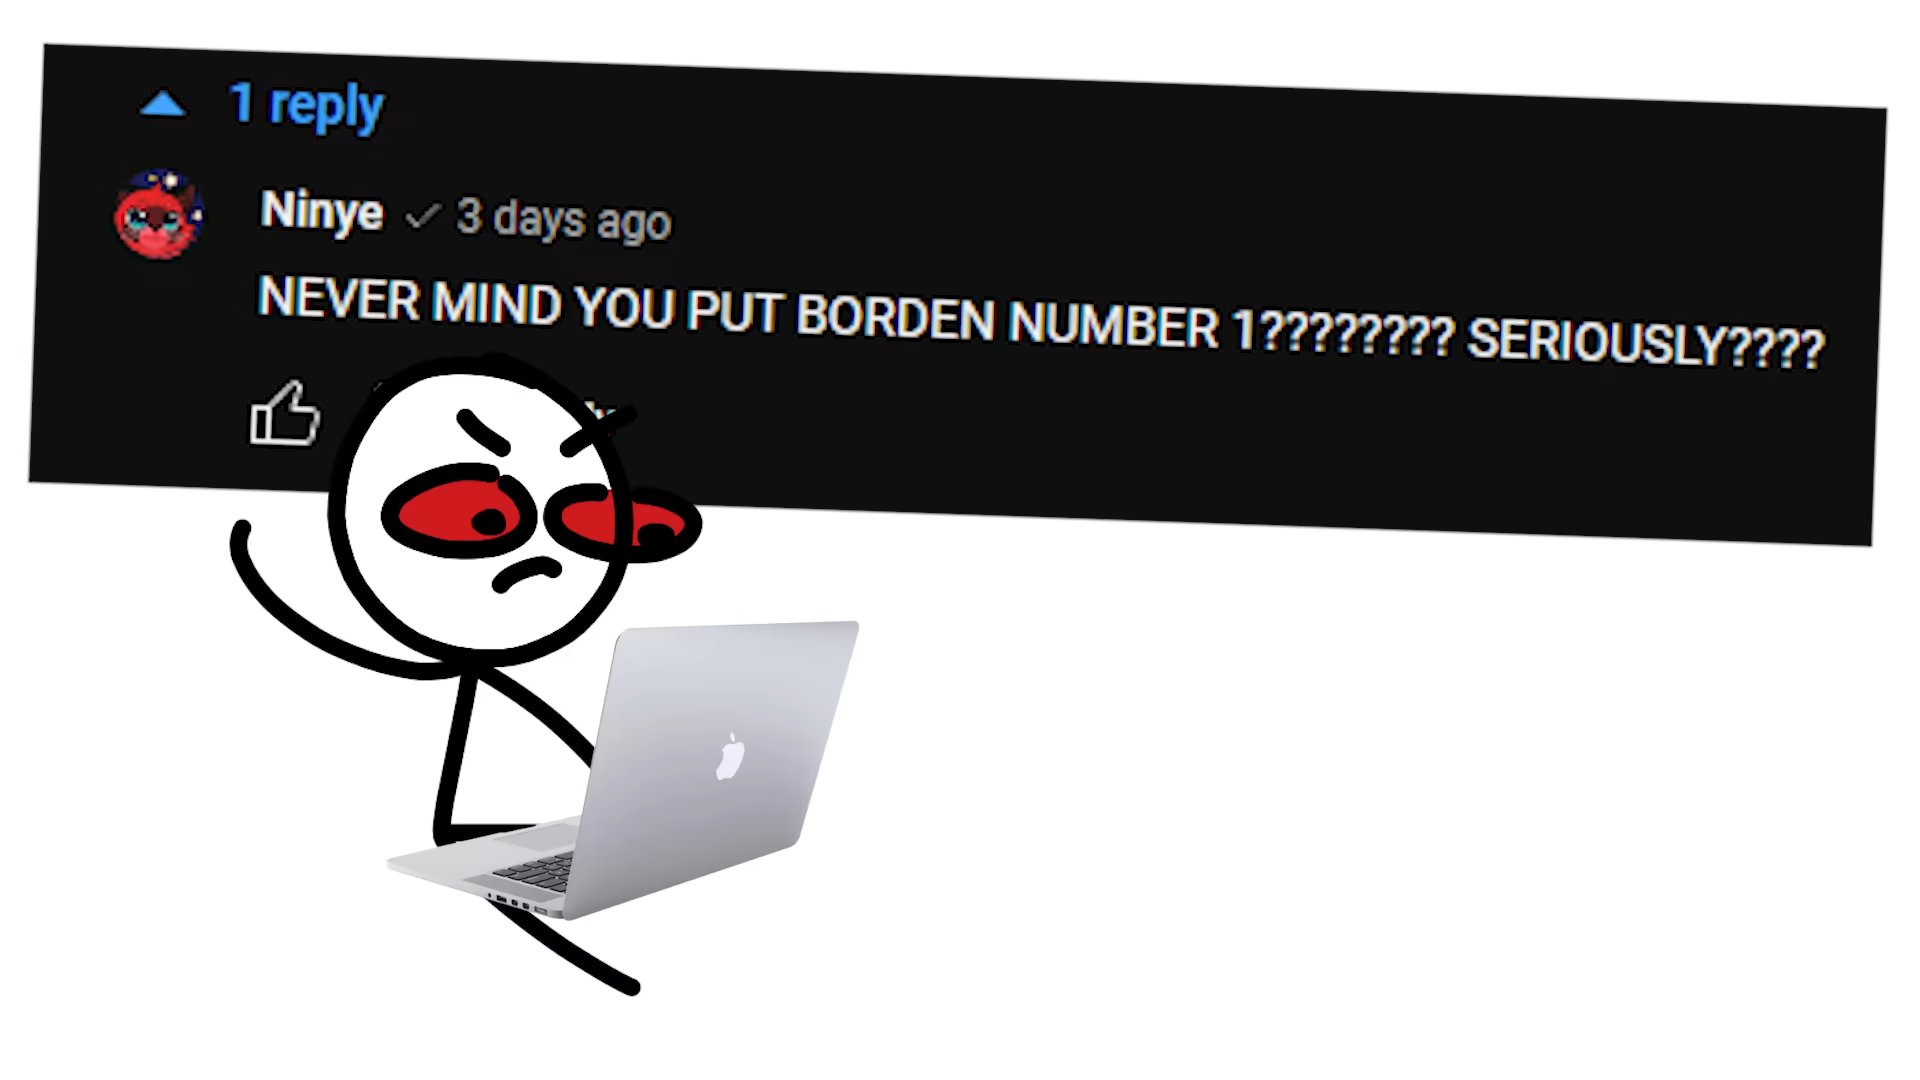 1 reply
Ninye 3 days ago
NEVER MIND YOU PUT BORDEN NUMBER 1???????? SERIOUSLY????